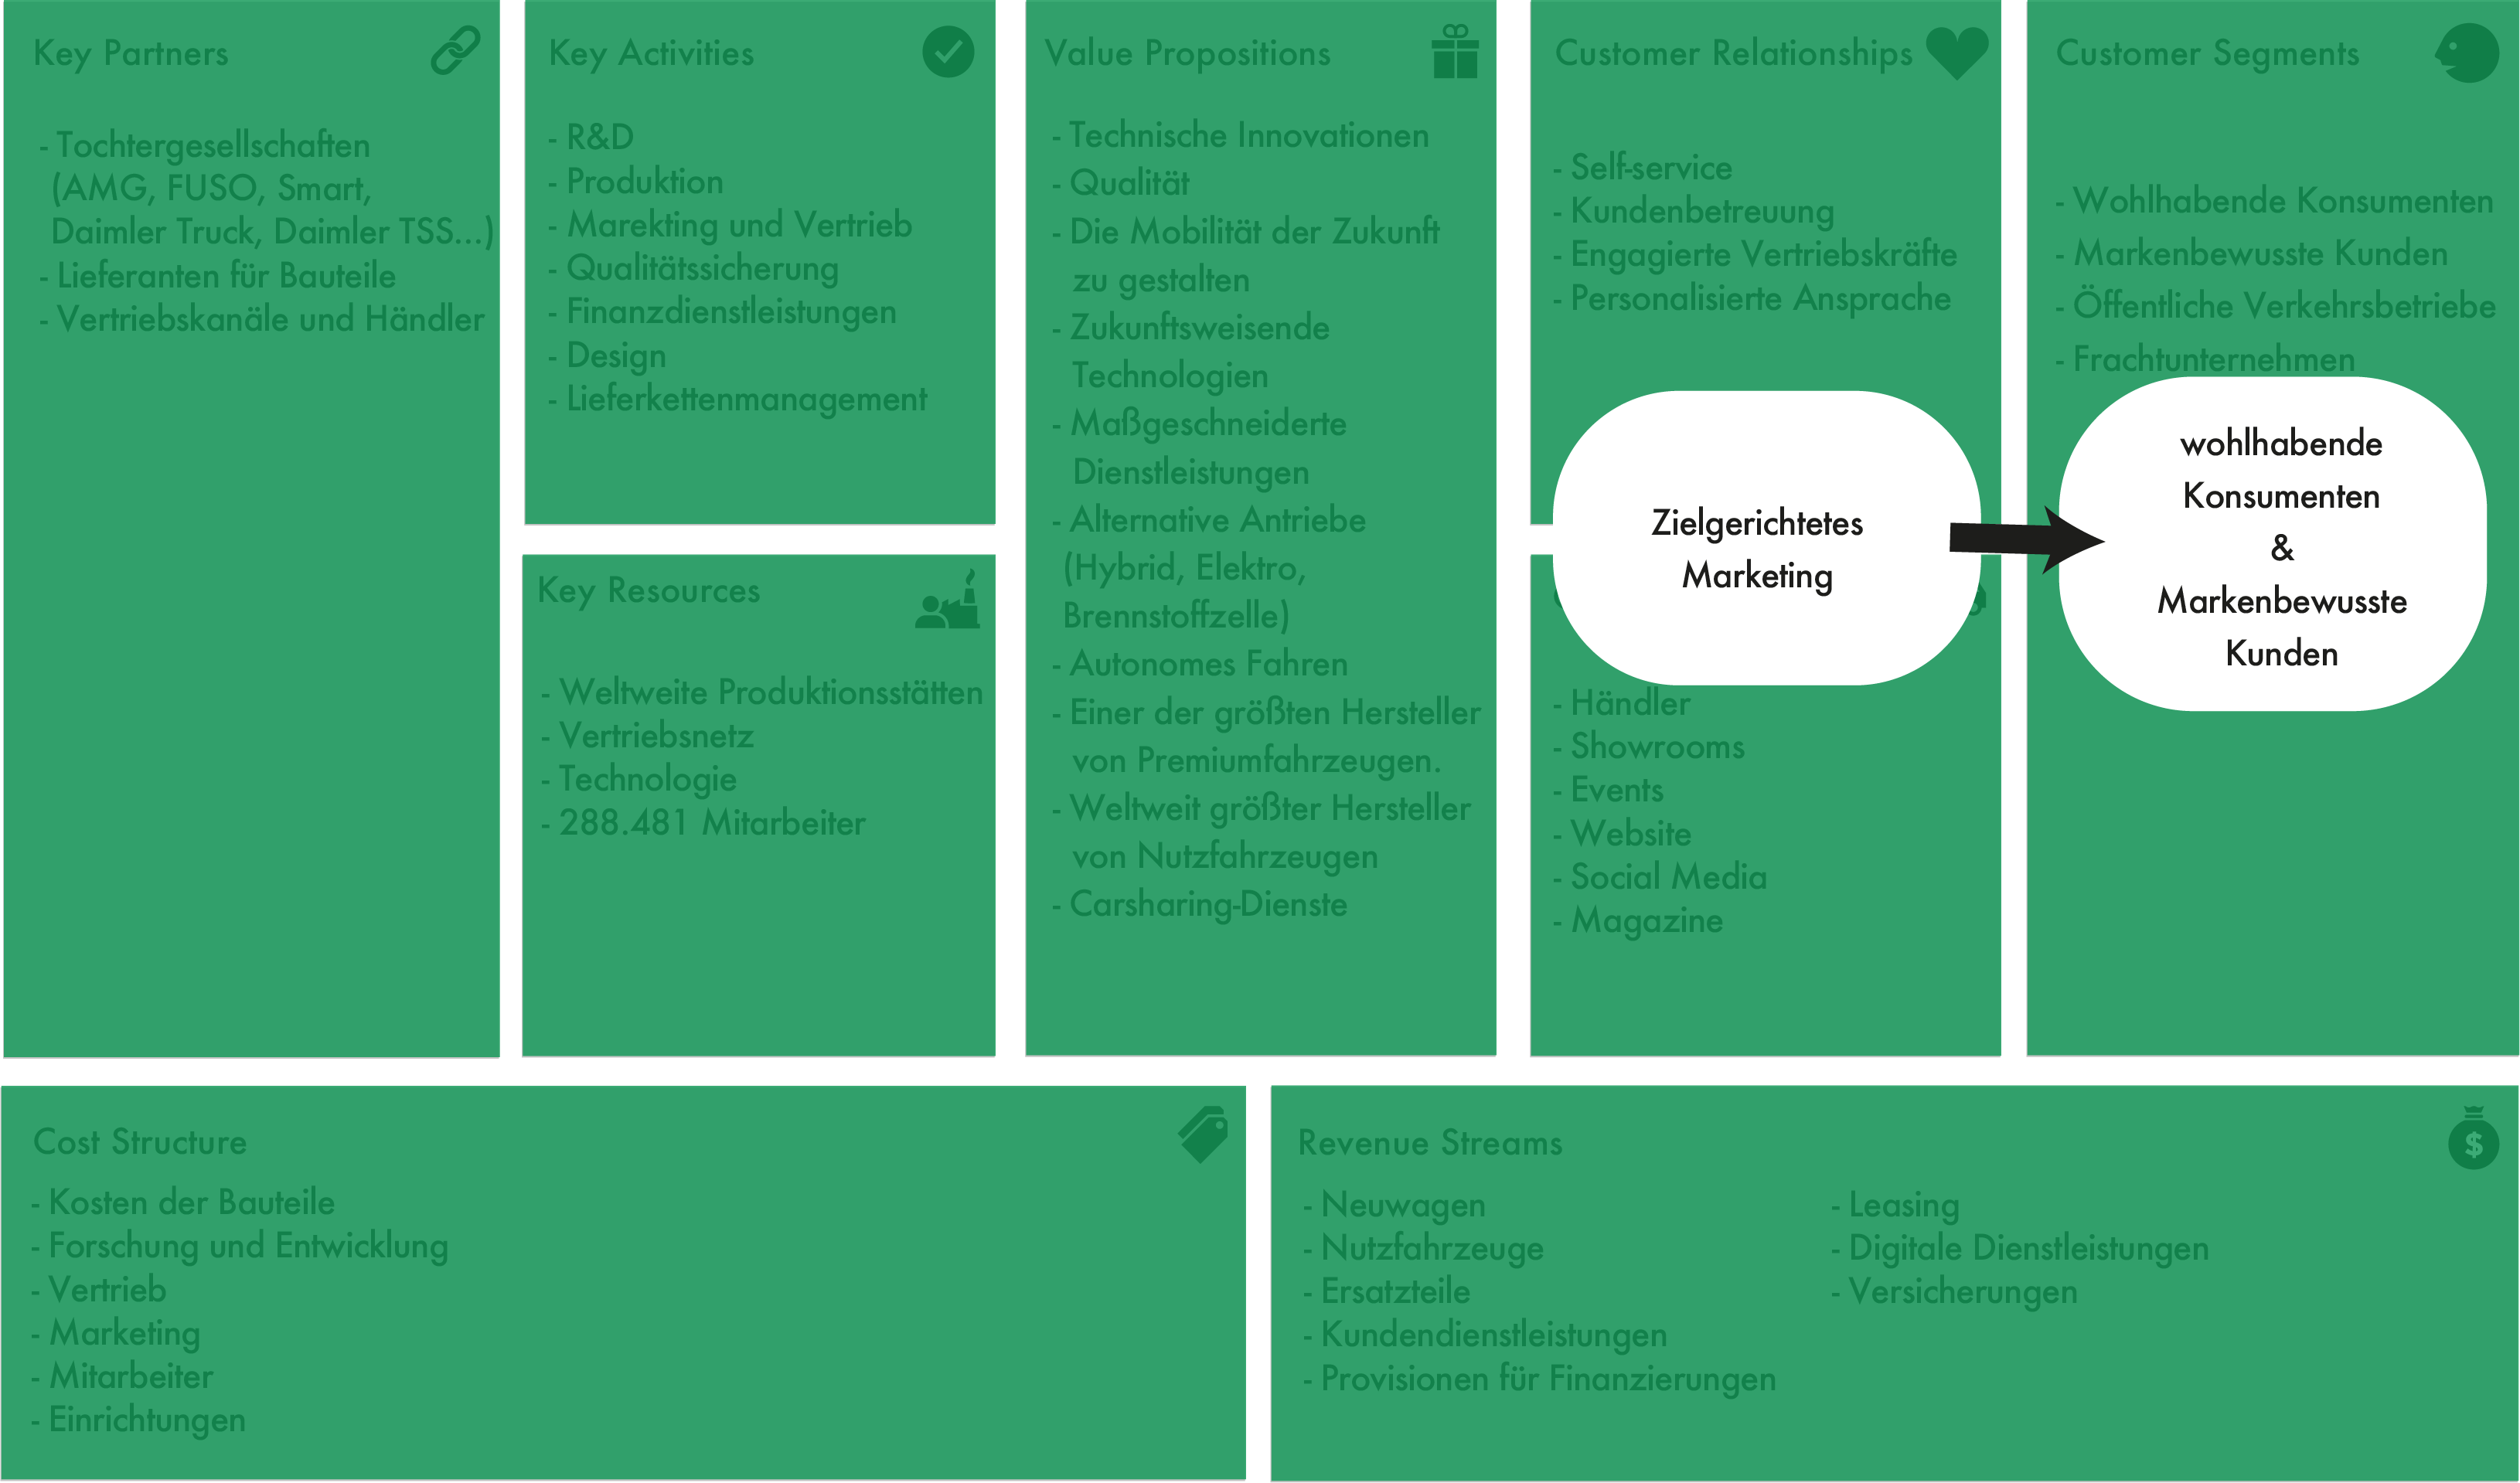 Key Partners
- Tochtergesellschaften
(AMG, FUSO, Smart,
Daimler Truck, Daimler TSS...)
- Lieferanten für Bauteile
- Vertriebskanäle und Händler
Key Activities
- R&D
- Produktion
- Marekting und Vertrieb
- Qualitätssicherung
- Finanzdienstleistungen
- Design
- Lieferkettenmanagement
Key Resources
- Weltweite Produktionsstätten
- Vertriebsnetz
- Technologie
- 288.481 Mitarbeiter
Value Propositions
- Technische Innovationen
- Qualität
- Die Mobilität der Zukunft
zu gestalten
- Zukunftsweisende
Technologien
- Maßgeschneiderte
Dienstleistungen
- Alternative Antriebe
(Hybrid, Elektro,
Brennstoffzelle)
- Autonomes Fahren
- Einer der größten Hersteller
von Premiumfahrzeugen.
- Weltweit größter Hersteller
von Nutzfahrzeugen
- Carsharing-Dienste
Customer Relationships
- Self-service
- Kundenbetreuung
- Engagierte Vertriebskräfte
- Personalisierte Ansprache
Zielgerichtetes
Marketing
- Händler
- Showrooms
- Events
- Website
- Social Media
- Magazine
Customer Segments
- Wohlhabende Konsumenten
- Markenbewusste Kunden
- Öffentliche Verkehrsbetriebe
- Frachtunternehmen
wohlhabende
Konsumenten
&
Markenbewusste
Kunden
Cost Structure
- Kosten der Bauteile
- Forschung und Entwicklung
- Vertrieb
- Marketing
- Mitarbeiter
- Einrichtungen
Revenue Streams
- Neuwagen
- Nutzfahrzeuge
- Ersatzteile
- Kundendienstleistungen
- Provisionen für Finanzierungen
- Leasing
- Digitale Dienstleistungen
- Versicherungen
$